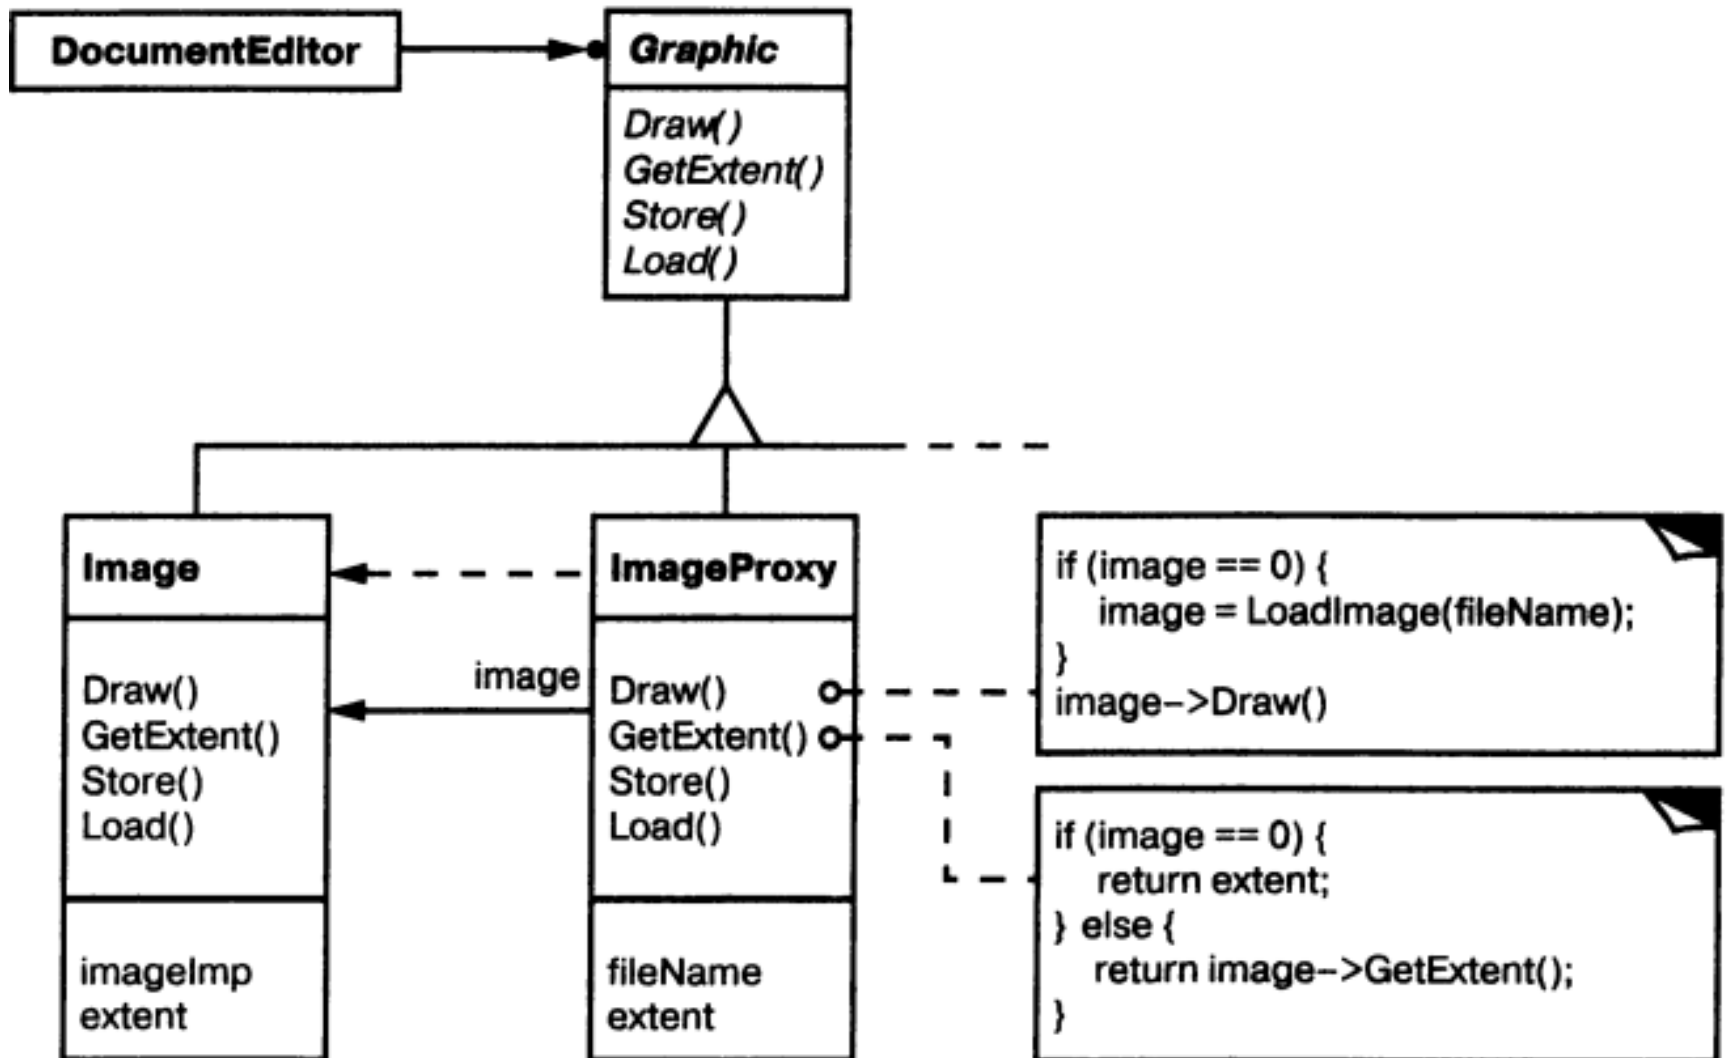 DocumentEditor
Graphic
Draw()
GetExtent()
Store()
Load()
Image
Draw()
GetExtent()
Store()
Load()
imageImp
extent
image
ImageProxy
Draw()
GetExtent()
Store()
Load()
fileName
extent
if (image == 0) {
image = LoadImage(fileName);
}
image->Draw()
if (image == 0) {
return extent;
} else {
return image->GetExtent();
}